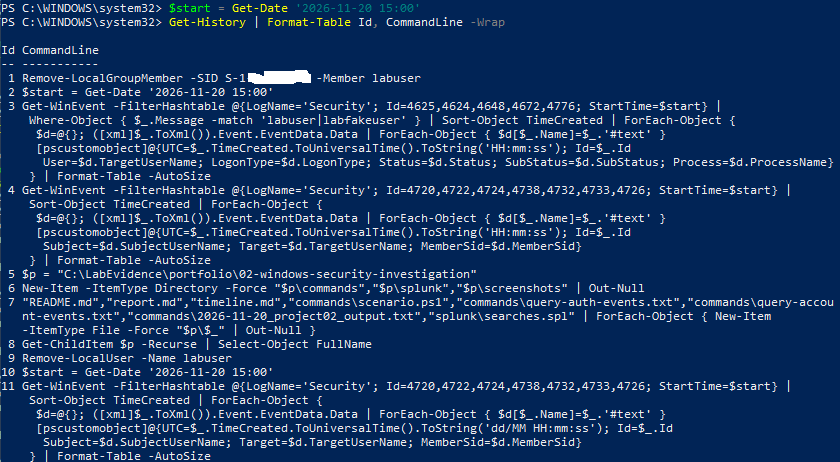 PS C:\WINDOWS\system32> $start = Get-Date '2026-11-20 15:00'
PS C:\WINDOWS\system32> Get-History | Format-Table Id, CommandLine -Wrap
Id CommandLine
-- -----------
1 Remove-LocalGroupMember -SID S-1 -Member labuser
2 $start = Get-Date '2026-11-20 15:00'
3 Get-WinEvent -FilterHashtable @{LogName='Security'; Id=4625,4624,4648,4672,4776; StartTime=$start} |
Where-Object { $_.Message -match 'labuser|labfakeuser' } | Sort-Object TimeCreated | ForEach-Object {
$d=@{}; ([xml]$_.ToXml()).Event.EventData.Data | ForEach-Object { $d[$_.Name]=$_.'#text' }
[pscustomobject]@{UTC=$_.TimeCreated.ToUniversalTime().ToString('HH:mm:ss'); Id=$_.Id
User=$d.TargetUserName; LogonType=$d.LogonType; Status=$d.Status; SubStatus=$d.SubStatus; Process=$d.ProcessName}
} | Format-Table -AutoSize
4 Get-WinEvent -FilterHashtable @{LogName='Security'; Id=4720,4722,4724,4738,4732,4733,4726; StartTime=$start} |
Sort-Object TimeCreated | ForEach-Object {
$d=@{}; ([xml]$_.ToXml()).Event.EventData.Data | ForEach-Object { $d[$_.Name]=$_.'#text' }
[pscustomobject]@{UTC=$_.TimeCreated.ToUniversalTime().ToString('HH:mm:ss'); Id=$_.Id
Subject=$d.SubjectUserName; Target=$d.TargetUserName; MemberSid=$d.MemberSid}
} | Format-Table -AutoSize
5 $p = "C:\LabEvidence\portfolio\02-windows-security-investigation"
6 New-Item -ItemType Directory -Force "$p\commands","$p\splunk","$p\screenshots" | Out-Null
7 "README.md","report.md","timeline.md","commands\scenario.ps1","commands\query-auth-events.txt","commands\query-accou
nt-events.txt","commands\2026-11-20_project02_output.txt","splunk\searches.spl" | ForEach-Object { New-Item
-ItemType File -Force "$p\$_" | Out-Null }
8 Get-ChildItem $p -Recurse | Select-Object FullName
9 Remove-LocalUser -Name labuser
10 $start = Get-Date '2026-11-20 15:00'
11 Get-WinEvent -FilterHashtable @{LogName='Security'; Id=4720,4722,4724,4738,4732,4733,4726; StartTime=$start} |
Sort-Object TimeCreated | ForEach-Object {
$d=@{}; ([xml]$_.ToXml()).Event.EventData.Data | ForEach-Object { $d[$_.Name]=$_.'#text' }
[pscustomobject]@{UTC=$_.TimeCreated.ToUniversalTime().ToString('dd/MM HH:mm:ss'); Id=$_.Id
Subject=$d.SubjectUserName; Target=$d.TargetUserName; MemberSid=$d.MemberSid}
} | Format-Table -AutoSize